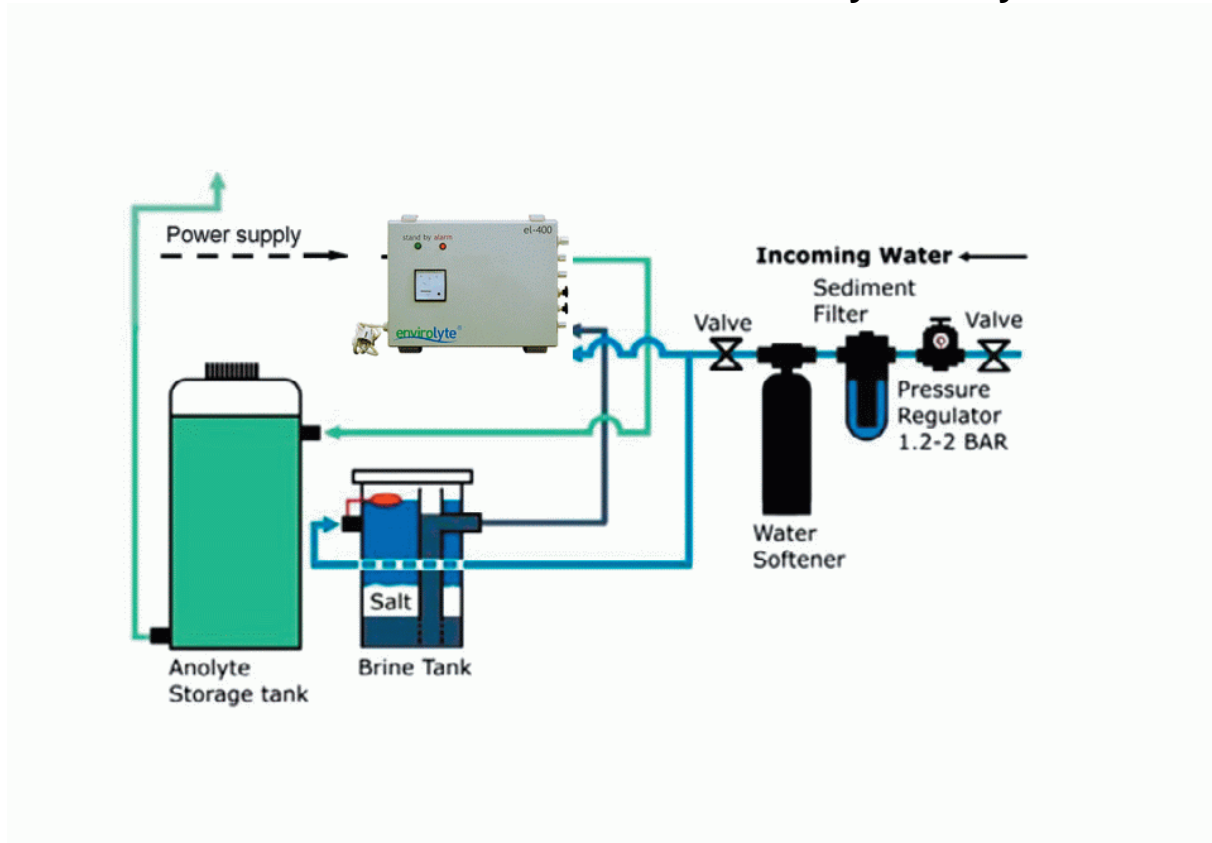 Power supply
stand by alarm
el-400
envirolyte®
Incoming Water
Sediment
Filter
Valve
Valve
Pressure
Regulator
1.2-2 BAR
Water
Softener
Salt
Anolyte
Storage tank
Brine Tank